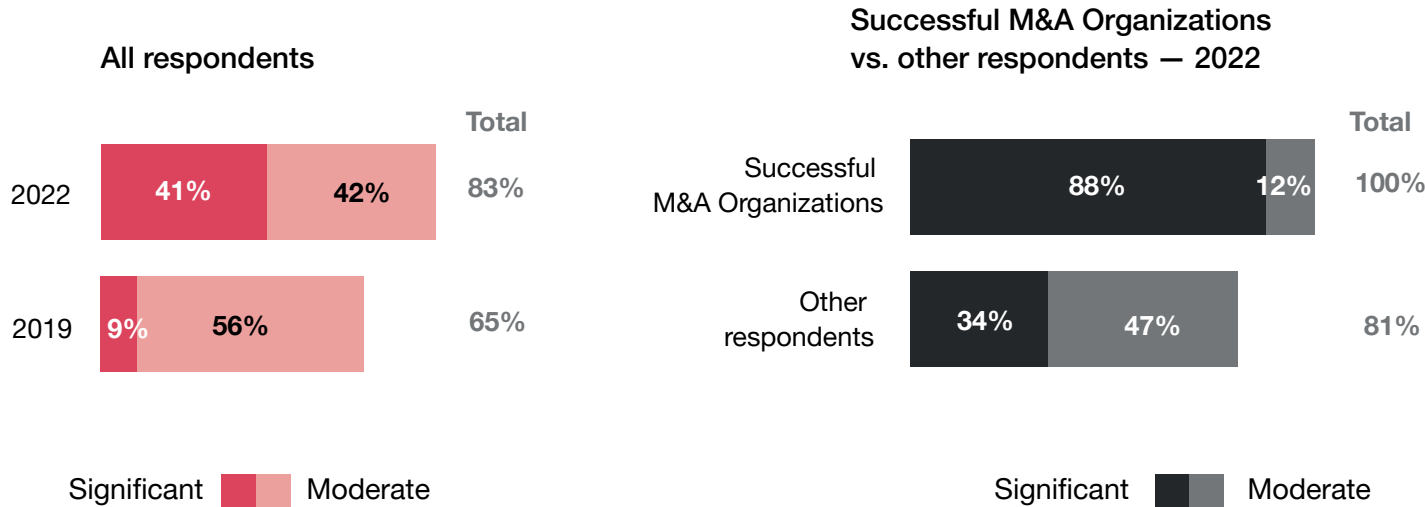 All respondents
Total
2022
41%
42%
83%
2019
9%
56%
65%
Significant
Moderate
Successful M&A Organizations
vs. other respondents — 2022
Total
Successful
M&A Organizations
88%
12%
100%
Other
respondents
34%
47%
81%
Significant
Moderate